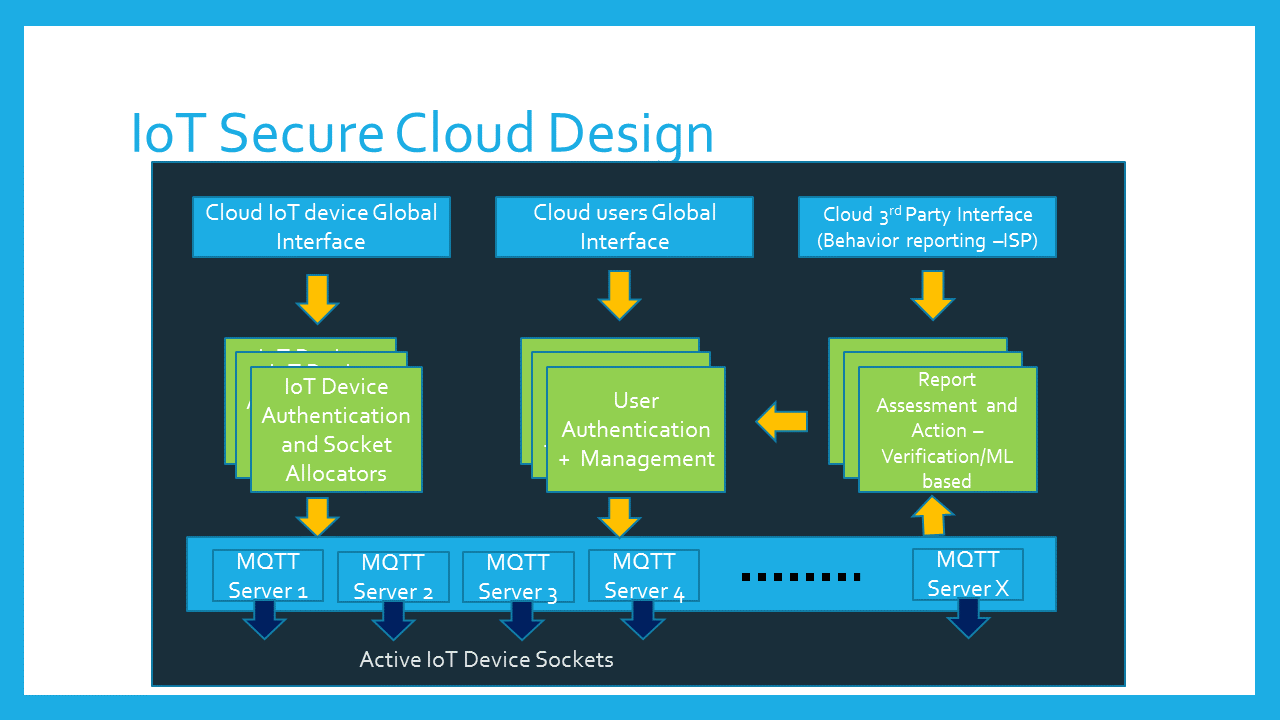 IoT Secure Cloud Design
Cloud IoT device Global
Interface
Cloud users Global
Interface
Cloud 3rd Party Interface
(Behavior reporting –ISP)
IoT Device
Authentication
and Socket
Allocators
User
Authentication
+ Management
Report
Assessment and
Action –
Verification/ML
based
MQTT
Server 1
MQTT
Server 2
MQTT
Server 3
MQTT
Server 4
MQTT
Server X
Active IoT Device Sockets